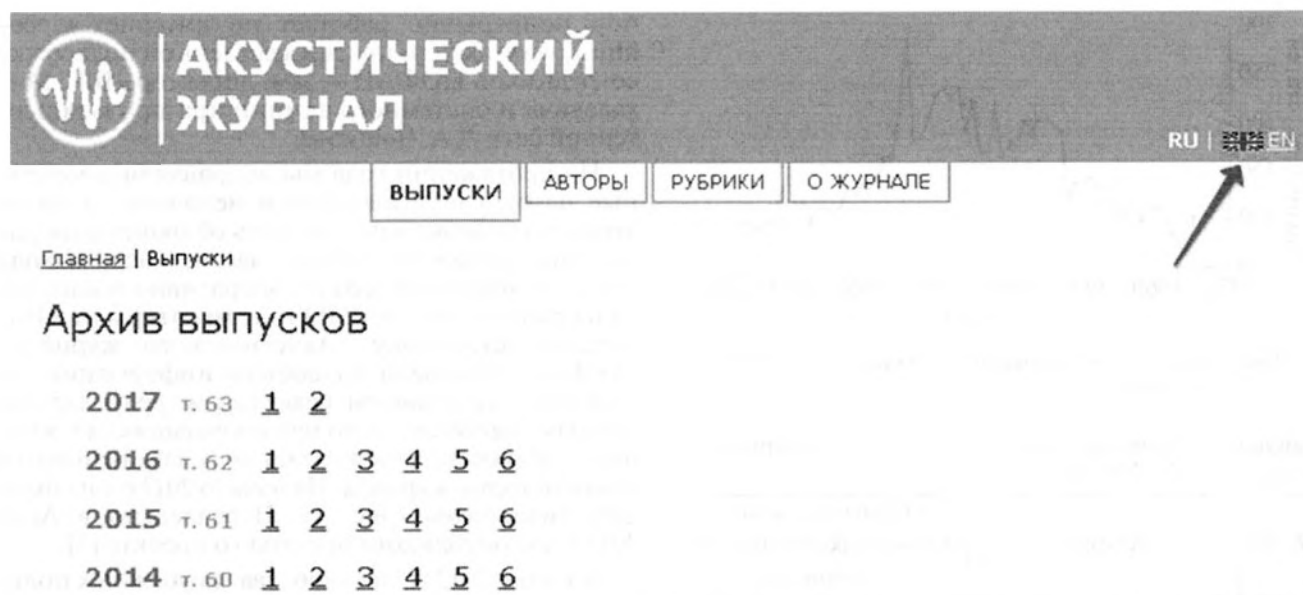 АКУСТИЧЕСКИЙ
ЖУРНАЛ
RU | EN
ВЫПУСКИ АВТОРЫ РУБРИКИ О ЖУРНАЛЕ
Главная | Выпуски
Архив выпусков
2017 т. 63 1 2
2016 т. 62 1 2 3 4 5 6
2015 т. 61 1 2 3 4 5 6
2014 т. 60 1 2 3 4 5 6